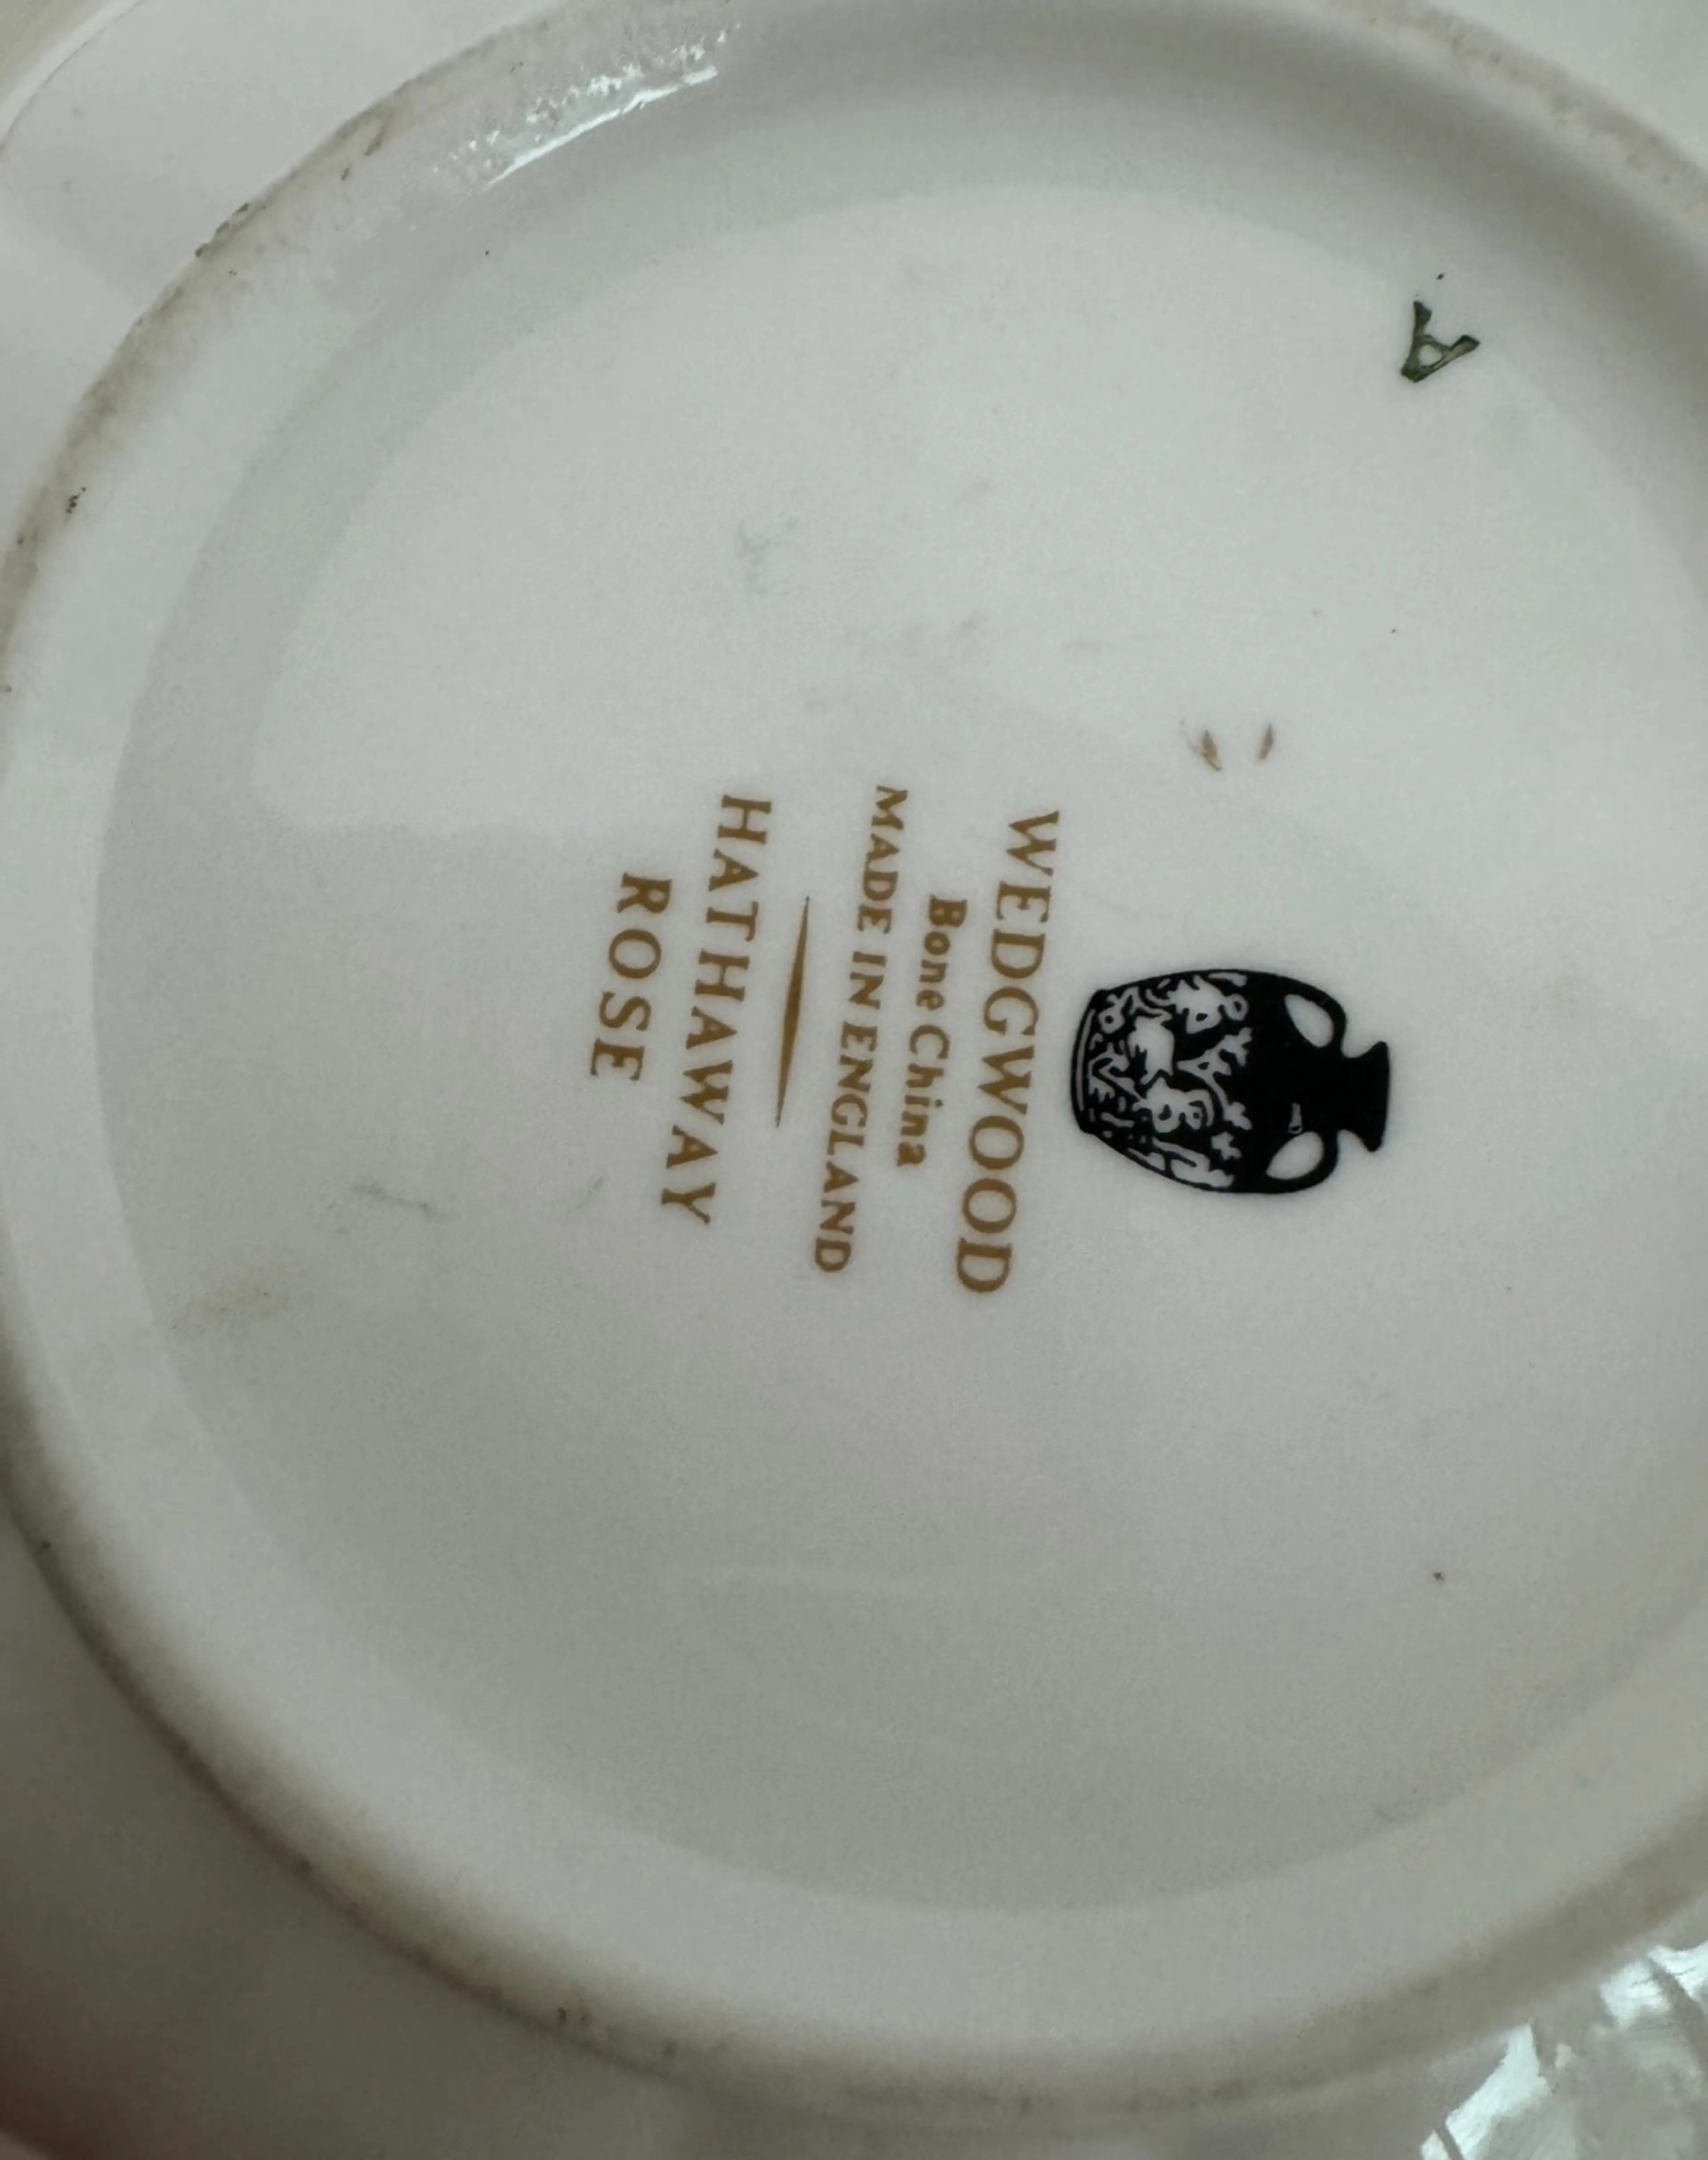 A
WEDGWOOD
Bone China
MADE IN ENGLAND
HATHAWAY
ROSE